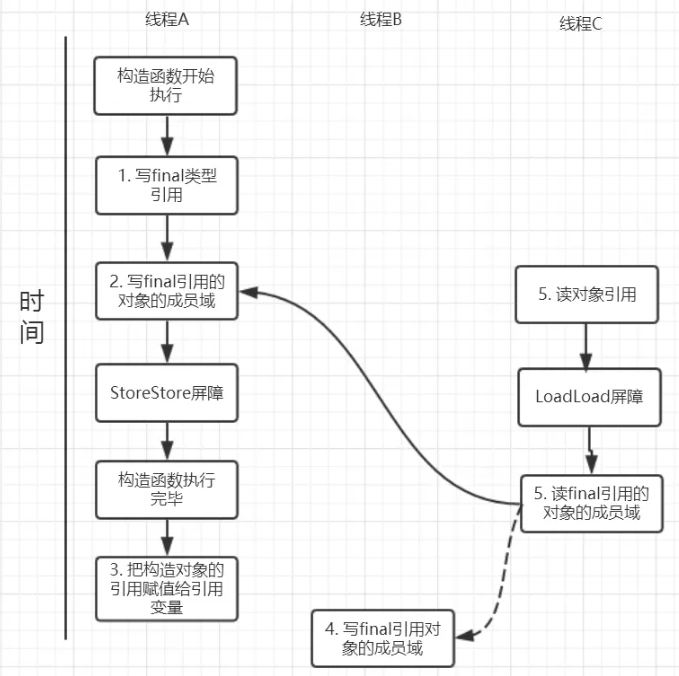 线程A
线程B
线程C
构造函数开始
执行
1. 写final类型
引用
2. 写final引用的
对象的成员域
StoreStore屏障
构造函数执行
完毕
3. 把构造对象的
引用赋值给引用
变量
时
间
4. 写final引用对
象的成员域
5. 读对象引用
LoadLoad屏障
5. 读final引用的
对象的成员域